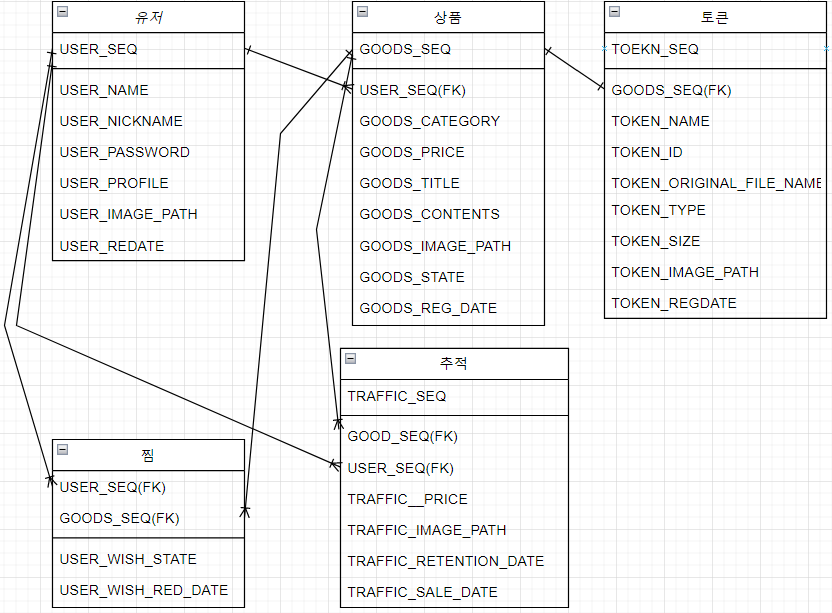 유저
USER_SEQ
USER_NAME
USER_NICKNAME
USER_PASSWORD
USER_PROFILE
USER_IMAGE_PATH
USER_REDATE
상품
GOODS_SEQ
USER_SEQ(FK)
GOODS_CATEGORY
GOODS_PRICE
GOODS_TITLE
GOODS_CONTENTS
GOODS_IMAGE_PATH
GOODS_STATE
GOODS_REG_DATE
토큰
TOEKN_SEQ
GOODS_SEQ(FK)
TOKEN_NAME
TOKEN_ID
TOKEN_ORIGINAL_FILE_NAME
TOKEN_TYPE
TOKEN_SIZE
TOKEN_IMAGE_PATH
TOKEN_REGDATE
찜
USER_SEQ(FK)
GOODS_SEQ(FK)
USER_WISH_STATE
USER_WISH_RED_DATE
추적
TRAFFIC_SEQ
GOOD_SEQ(FK)
USER_SEQ(FK)
TRAFFIC__PRICE
TRAFFIC_IMAGE_PATH
TRAFFIC_RETENTION_DATE
TRAFFIC_SALE_DATE